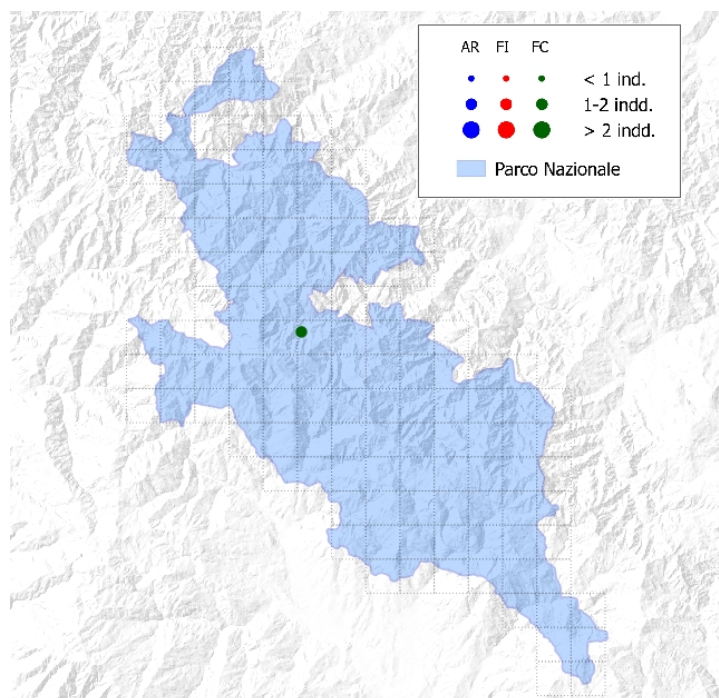 AR FI FC
< 1 ind.
1-2 indd.
> 2 indd.
Parco Nazionale